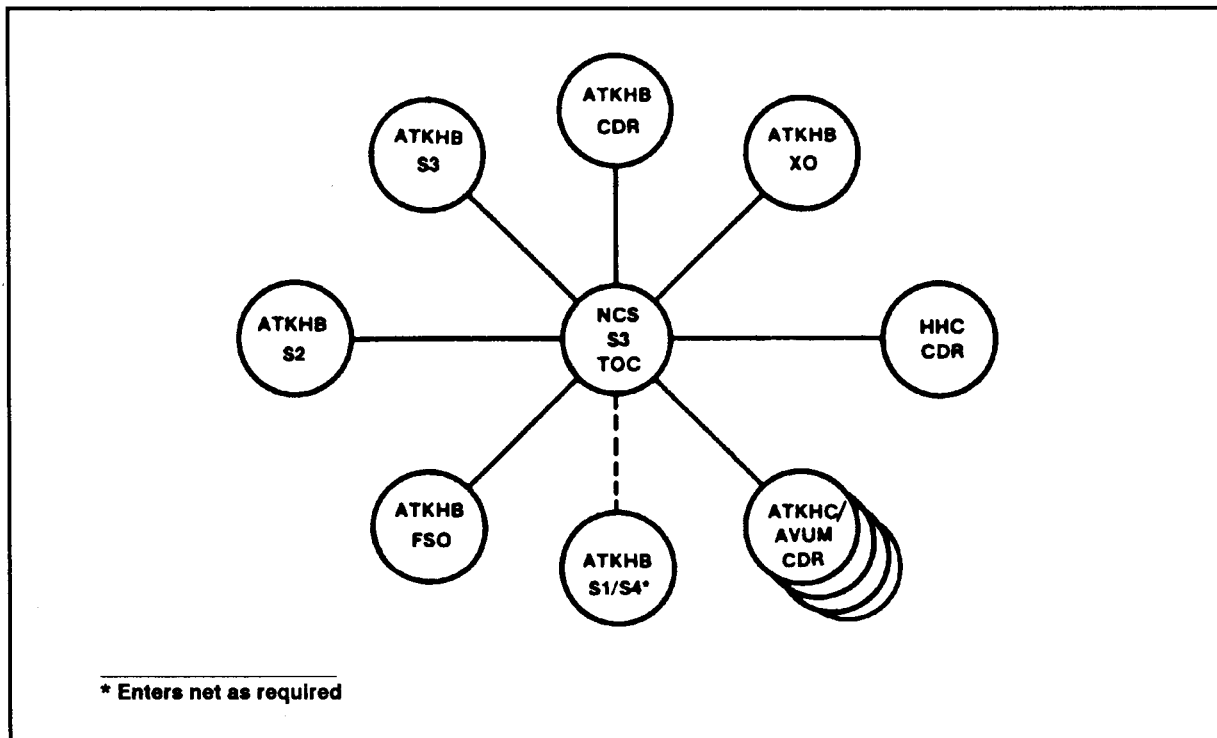 ATKHB
CDR
ATKHB
S3
ATKHB
XO
ATKHB
S2
NCS
S3
TOC
HHC
CDR
ATKHB
FSO
ATKHB
S1/S4*
ATKHC/
AVUM
CDR
* Enters net as required